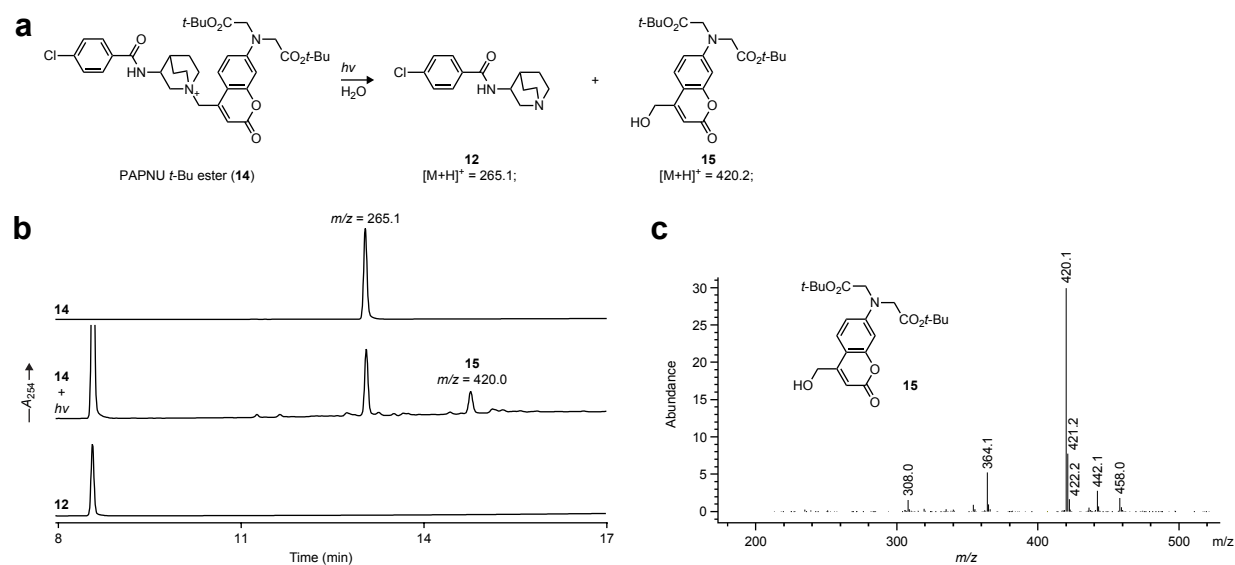 a
t-BuO₂C
N
CO₂t-Bu
Cl
O
HN
N⁺
O
O
PAPNU t-Bu ester (14)
hν
H₂O
Cl
O
HN
N
12
[M+H]⁺ = 265.1;
+
t-BuO₂C
N
CO₂t-Bu
HO
O
O
15
[M+H]⁺ = 420.2;
b
m/z = 265.1
14
14
+
hν
15
m/z = 420.0
12
A₂₅₄
8 11 14 17
Time (min)
c
t-BuO₂C
N
CO₂t-Bu
HO
O
O
15
Abundance
30
25
20
15
10
5
0
308.0
364.1
420.1
421.2
422.2
442.1
458.0
200 300 400 500 m/z
m/z